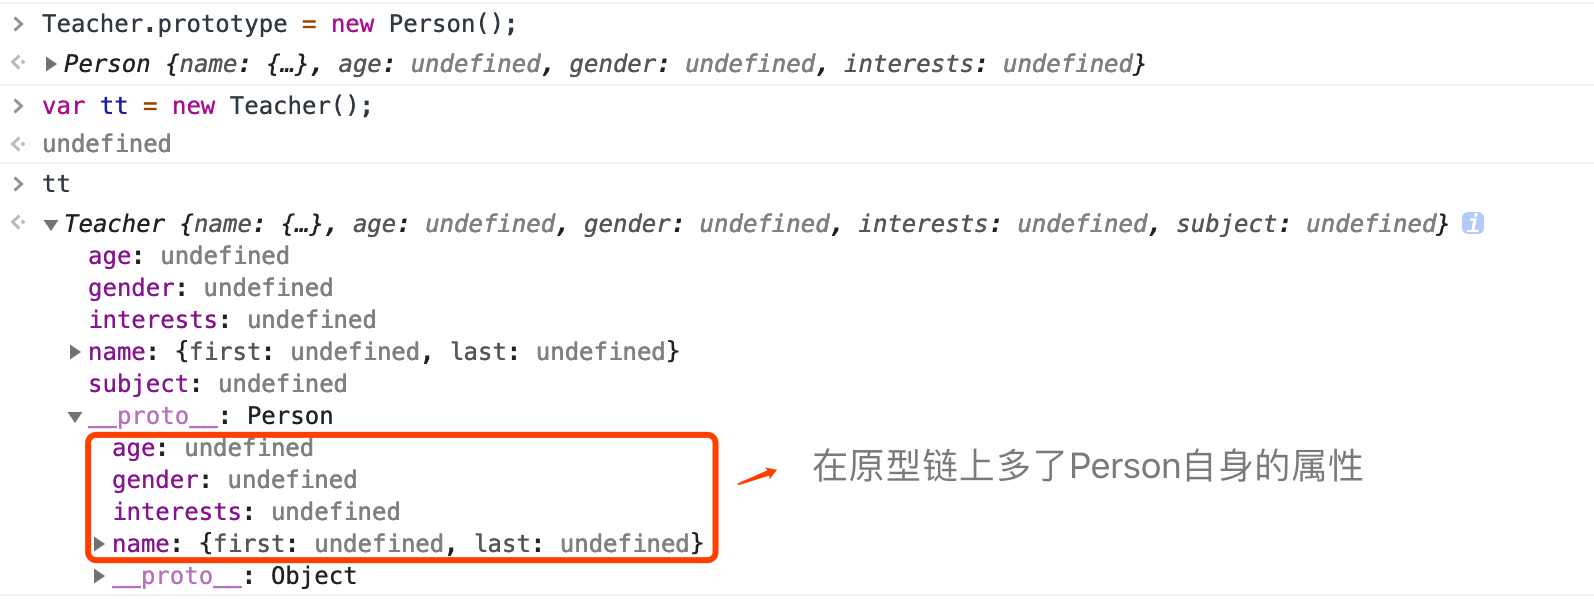 > Teacher.prototype = new Person();
<· ▶Person {name: {…}, age: undefined, gender: undefined, interests: undefined}
> var tt = new Teacher();
<· undefined
> tt
<· ▼Teacher {name: {…}, age: undefined, gender: undefined, interests: undefined, subject: undefined} i
age: undefined
gender: undefined
interests: undefined
▶name: {first: undefined, last: undefined}
subject: undefined
▼__proto__: Person
age: undefined
gender: undefined
在原型链上多了Person自身的属性
interests: undefined
▶name: {first: undefined, last: undefined}
▶__proto__: Object